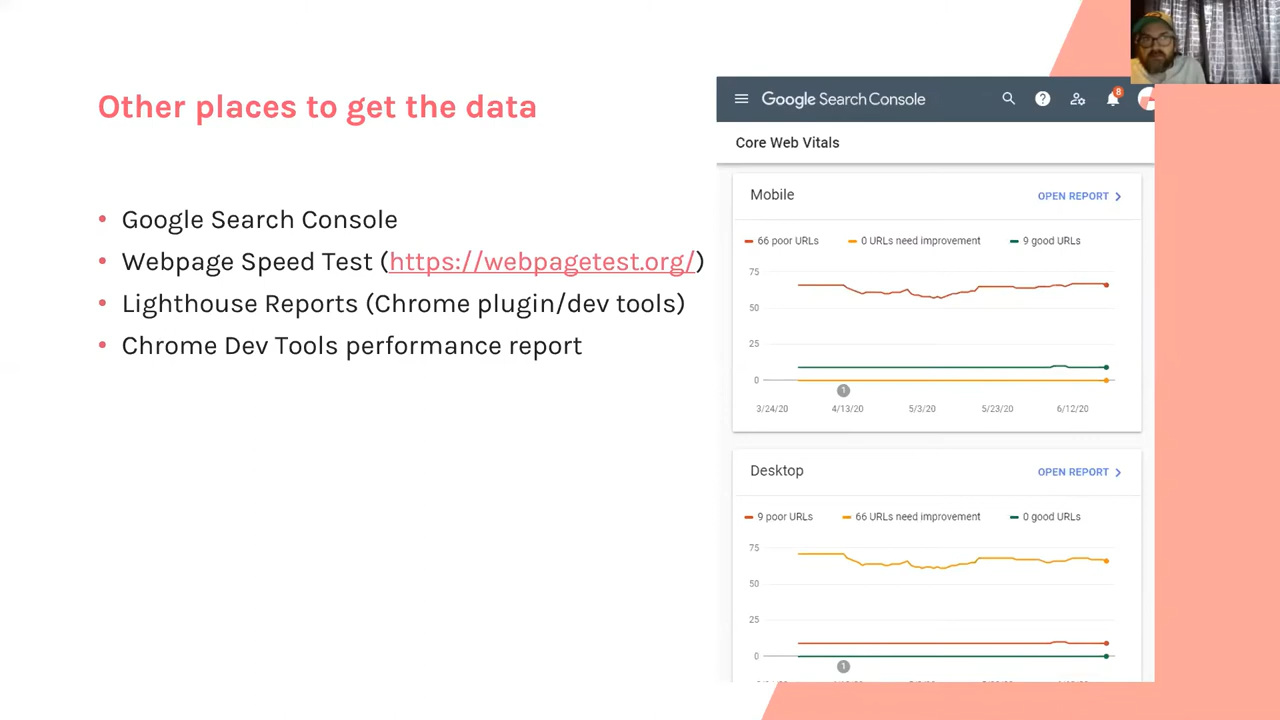 Other places to get the data
• Google Search Console
• Webpage Speed Test (https://webpagetest.org/)
• Lighthouse Reports (Chrome plugin/dev tools)
• Chrome Dev Tools performance report
Google Search Console
8
Core Web Vitals
Mobile
OPEN REPORT
66 poor URLs
0 URLs need improvement
9 good URLs
75
50
25
0
1
3/24/20 4/13/20 5/3/20 5/23/20 6/12/20
Desktop
OPEN REPORT
9 poor URLs
66 URLs need improvement
0 good URLs
75
50
25
0
1